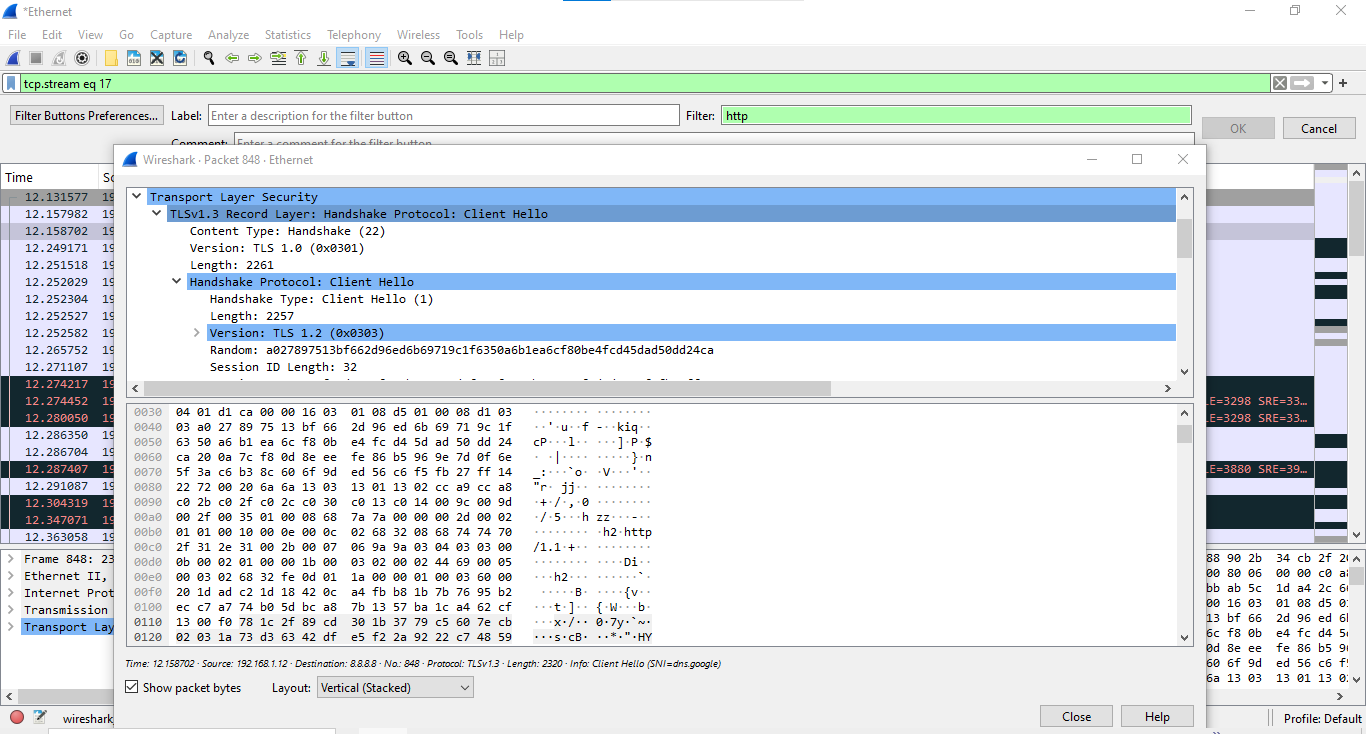 *Ethernet
File Edit View Go Capture Analyze Statistics Telephony Wireless Tools Help
tcp.stream eq 17
Filter Buttons Preferences... Label: Enter a description for the filter button Filter: http OK Cancel
Comment: Enter a comment for the filter button
Wireshark · Packet 848 · Ethernet
Transport Layer Security
TLSv1.3 Record Layer: Handshake Protocol: Client Hello
Content Type: Handshake (22)
Version: TLS 1.0 (0x0301)
Length: 2261
Handshake Protocol: Client Hello
Handshake Type: Client Hello (1)
Length: 2257
Version: TLS 1.2 (0x0303)
Random: a027897513bf662d96ed6b69719c1f6350a6b1ea6cf80be4fcd45dad50dd24ca
Session ID Length: 32
0030 04 01 d1 ca 00 00 16 03 01 08 d5 01 00 08 d1 03 ········ ········
0040 03 a0 27 89 75 13 bf 66 2d 96 ed 6b 69 71 9c 1f ··'·u··f -··kiq··
0050 63 50 a6 b1 ea 6c f8 0b e4 fc d4 5d ad 50 dd 24 cP···l·· ···]·P·$
0060 ca 20 0a 7c f8 0d 8e ee fe 86 b5 96 9e 7d 0f 6e · ·|···· ·····}·n
0070 5f 3a c6 b3 8c 60 6f 9d ed 56 c6 f5 fb 27 ff 14 _:···`o· ·V···'··
0080 22 72 00 20 6a 6a 13 03 13 01 13 02 cc a9 cc a8 "r· jj·· ········
0090 c0 2b c0 2f c0 2c c0 30 c0 13 c0 14 00 9c 00 9d ·+·/·,·0 ········
00a0 00 2f 00 35 01 00 08 68 7a 7a 00 00 00 2d 00 02 ·/·5···h zz···-··
00b0 01 01 00 10 00 0e 00 0c 02 68 32 08 68 74 74 70 ········ ·h2·http
00c0 2f 31 2e 31 00 2b 00 07 06 9a 9a 03 04 03 03 00 /1.1·+·· ········
00d0 0b 00 02 01 00 00 1b 00 03 02 00 02 44 69 00 05 ········ ····Di··
00e0 00 03 02 68 32 fe 0d 01 1a 00 00 01 00 03 60 00 ···h2··· ······`·
00f0 20 1d ad c2 1d 18 42 0c a4 fb b8 1b 7b 76 95 b2 ·····B· ····{v··
0100 ec c7 a7 74 b0 5d bc a8 7b 13 57 ba 1c a4 62 cf ···t·]·· {·W···b·
0110 13 00 f0 78 1c 2f 89 cd 30 1b 37 79 c5 60 7e cb ···x·/·· 0·7y·`~·
0120 02 03 1a 73 d3 63 42 df e5 f2 2a 92 22 c7 48 59 ···s·cB· ··*·"·HY
Time: 12.158702 · Source: 192.168.1.12 · Destination: 8.8.8.8 · No.: 848 · Protocol: TLSv1.3 · Length: 2320 · Info: Client Hello (SNI=dns.google)
Show packet bytes Layout: Vertical (Stacked)
Close Help
Time
12.131577 19
12.157982 19
12.158702 19
12.249171 19
12.251518 19
12.252029 19
12.252304 19
12.252527 19
12.252582 19
12.265752 19
12.271107 19
12.274217 19
12.274452 19 LE=3298 SRE=33…
12.280050 19 LE=3298 SRE=33…
12.286350 19
12.286704 19
12.287407 19 LE=3880 SRE=39…
12.291087 19
12.304319 19
12.347071 19
12.363058 19
Frame 848: 23
Ethernet II,
Internet Prot
Transmission
Transport Lay
88 90 2b 34 cb 2f 20
00 80 06 00 00 c0 a8
bb ab 5c 1d a4 2c 6
01 08 d5 01
13 bf 66 2d 96 ed 6b
6c f8 0b e4 fc d4 5
0d 8e ee fe 86 b5 9
60 6f 9d ed 56 c6 f5
6a 13 03 13 01 13 02
wireshark
Profile: Default